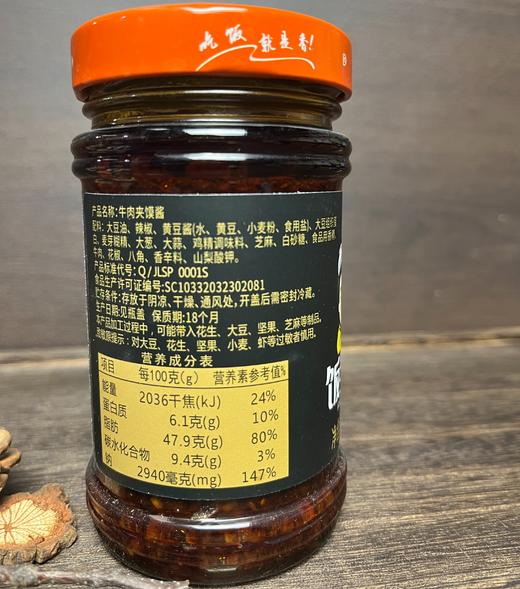 吃饭 就是香!
®
产品名称:牛肉夹馍酱
配料:大豆油、辣椒、黄豆酱(水、黄豆、小麦粉、食用盐)、大豆组织蛋
白、麦芽糊精、大葱、大蒜、鸡精调味料、芝麻、白砂糖、食品用香精、
牛肉、花椒、八角、香辛料、山梨酸钾。
产品标准代号:Q/JLSP 0001S
食品生产许可证编号:SC10332032302081
贮存条件:存放于阴凉、干燥、通风处,开盖后需密封冷藏。
生产日期:见瓶盖 保质期:18个月
本产品加工过程中,可能带入花生、大豆、坚果、芝麻等制品。
过敏原提示:对大豆、花生、坚果、小麦、虾等过敏者慎用。
营养成分表
项目 每100克(g) 营养素参考值%
能量 2036千焦(kJ) 24%
蛋白质 6.1克(g) 10%
脂肪 47.9克(g) 80%
碳水化合物 9.4克(g) 3%
钠 2940毫克(mg) 147%
饭